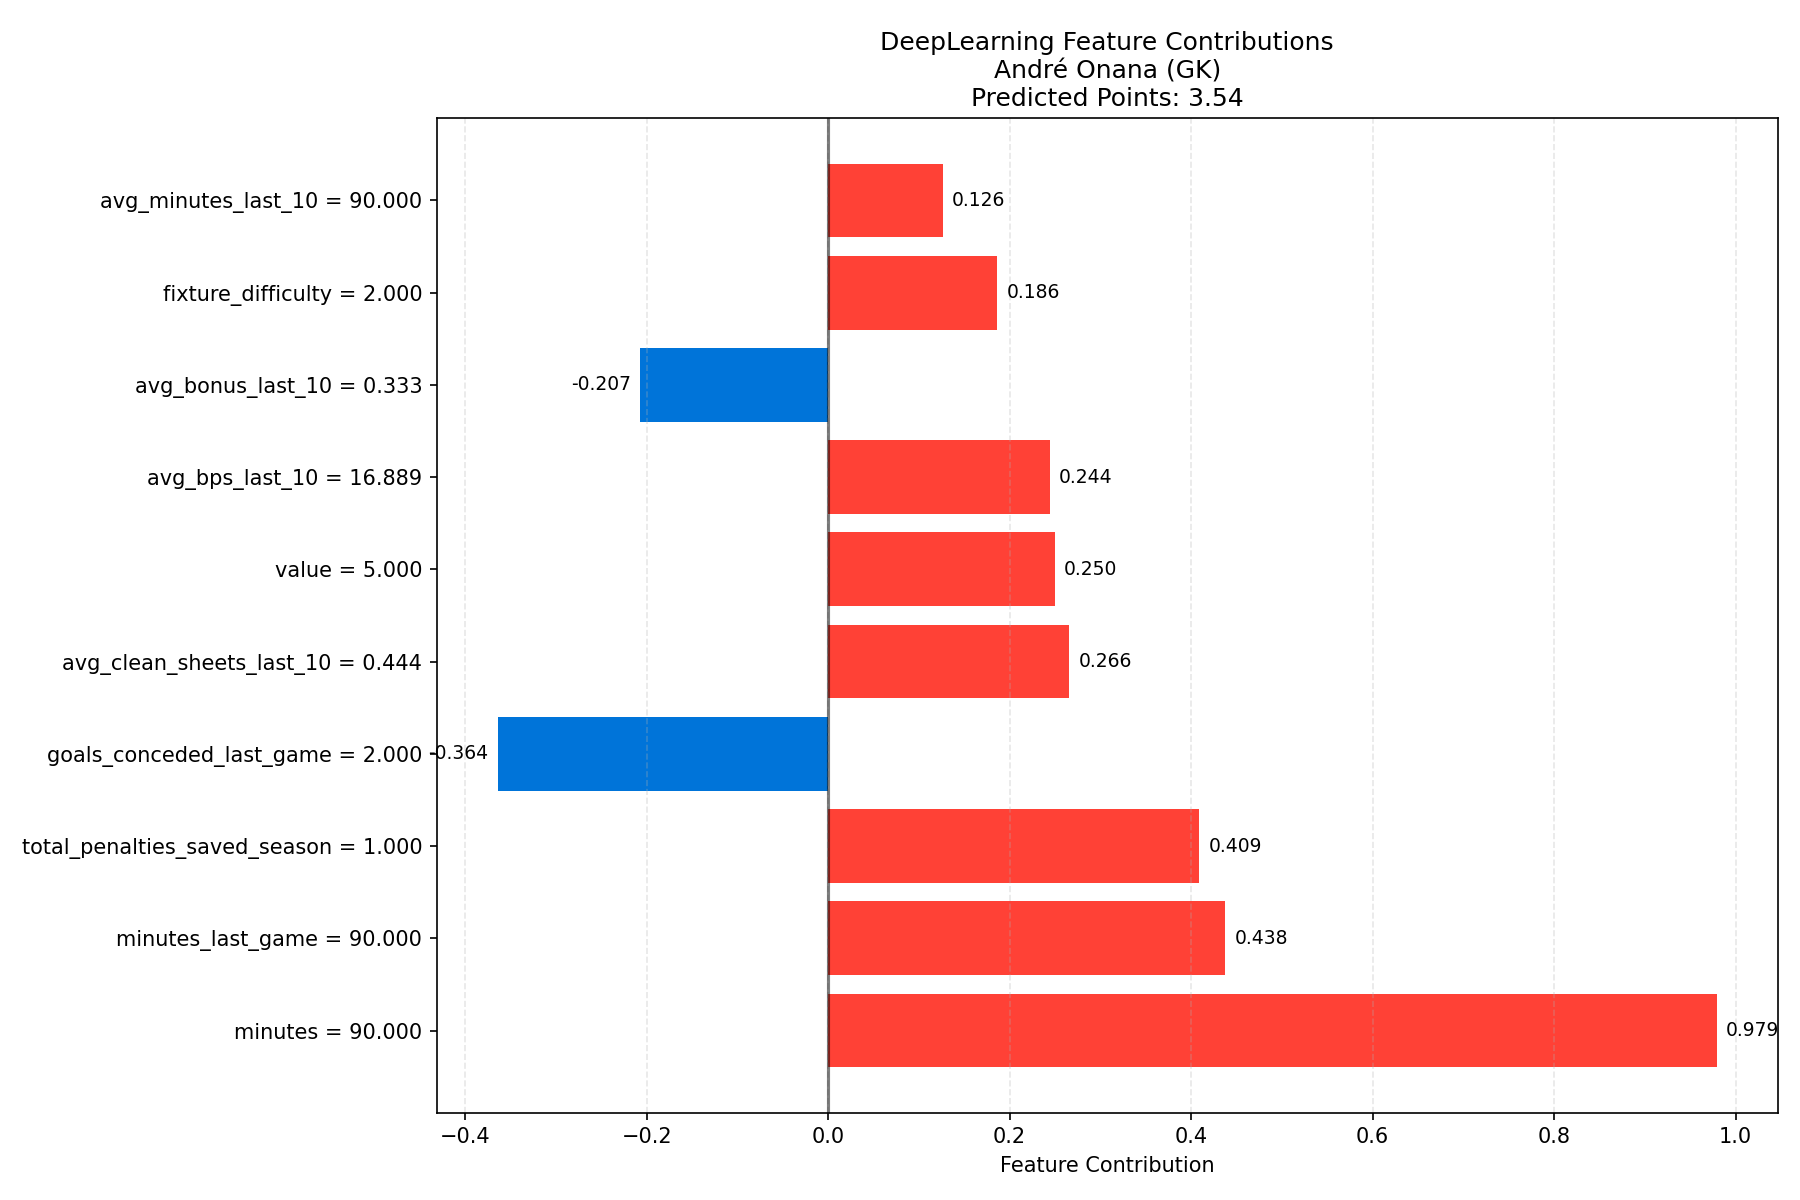 DeepLearning Feature Contributions
André Onana (GK)
Predicted Points: 3.54
avg_minutes_last_10 = 90.000
0.126
fixture_difficulty = 2.000
0.186
avg_bonus_last_10 = 0.333
-0.207
avg_bps_last_10 = 16.889
0.244
value = 5.000
0.250
avg_clean_sheets_last_10 = 0.444
0.266
goals_conceded_last_game = 2.000
-0.364
total_penalties_saved_season = 1.000
0.409
minutes_last_game = 90.000
0.438
minutes = 90.000
0.979
−0.4 −0.2 0.0 0.2 0.4 0.6 0.8 1.0
Feature Contribution